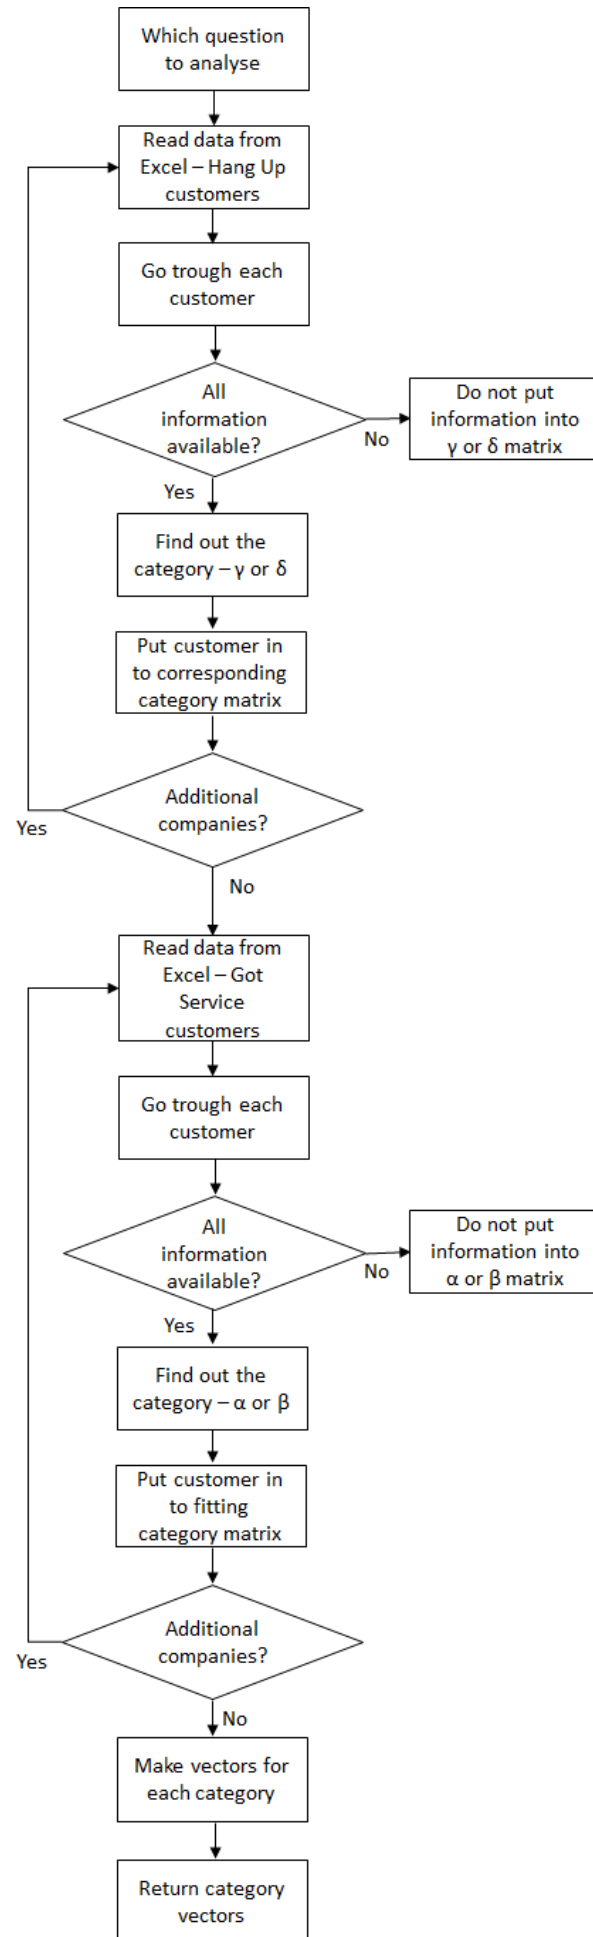 Which question
to analyse
Read data from
Excel – Hang Up
customers
Go trough each
customer
All
information
available?
No
Do not put
information into
γ or δ matrix
Yes
Find out the
category – γ or δ
Put customer in
to corresponding
category matrix
Additional
companies?
Yes
No
Read data from
Excel – Got
Service
customers
Go trough each
customer
All
information
available?
No
Do not put
information into
α or β matrix
Yes
Find out the
category – α or β
Put customer in
to fitting
category matrix
Additional
companies?
Yes
No
Make vectors for
each category
Return category
vectors